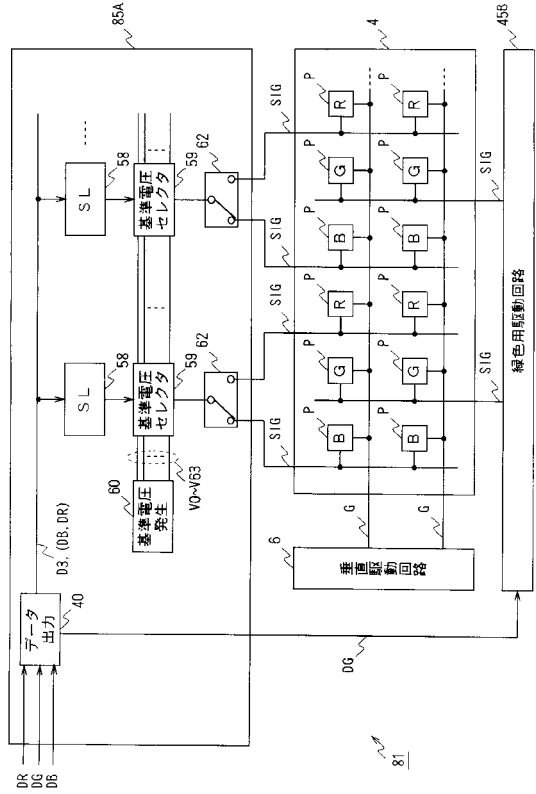 85A
DR
DG
DB
データ
出力
40
D3, (DB, DR)
SL
58
SL
58
60
基準電圧
発生
V0~V63
基準電圧
セレクタ
59
基準電圧
セレクタ
59
62
62
SIG
SIG
SIG
SIG
4
P
P
P
P
P
P
B
G
R
B
G
R
P
P
P
P
P
P
B
G
R
B
G
R
6
垂直駆動回路
G
G
SIG
SIG
DG
緑色用駆動回路
45B
81